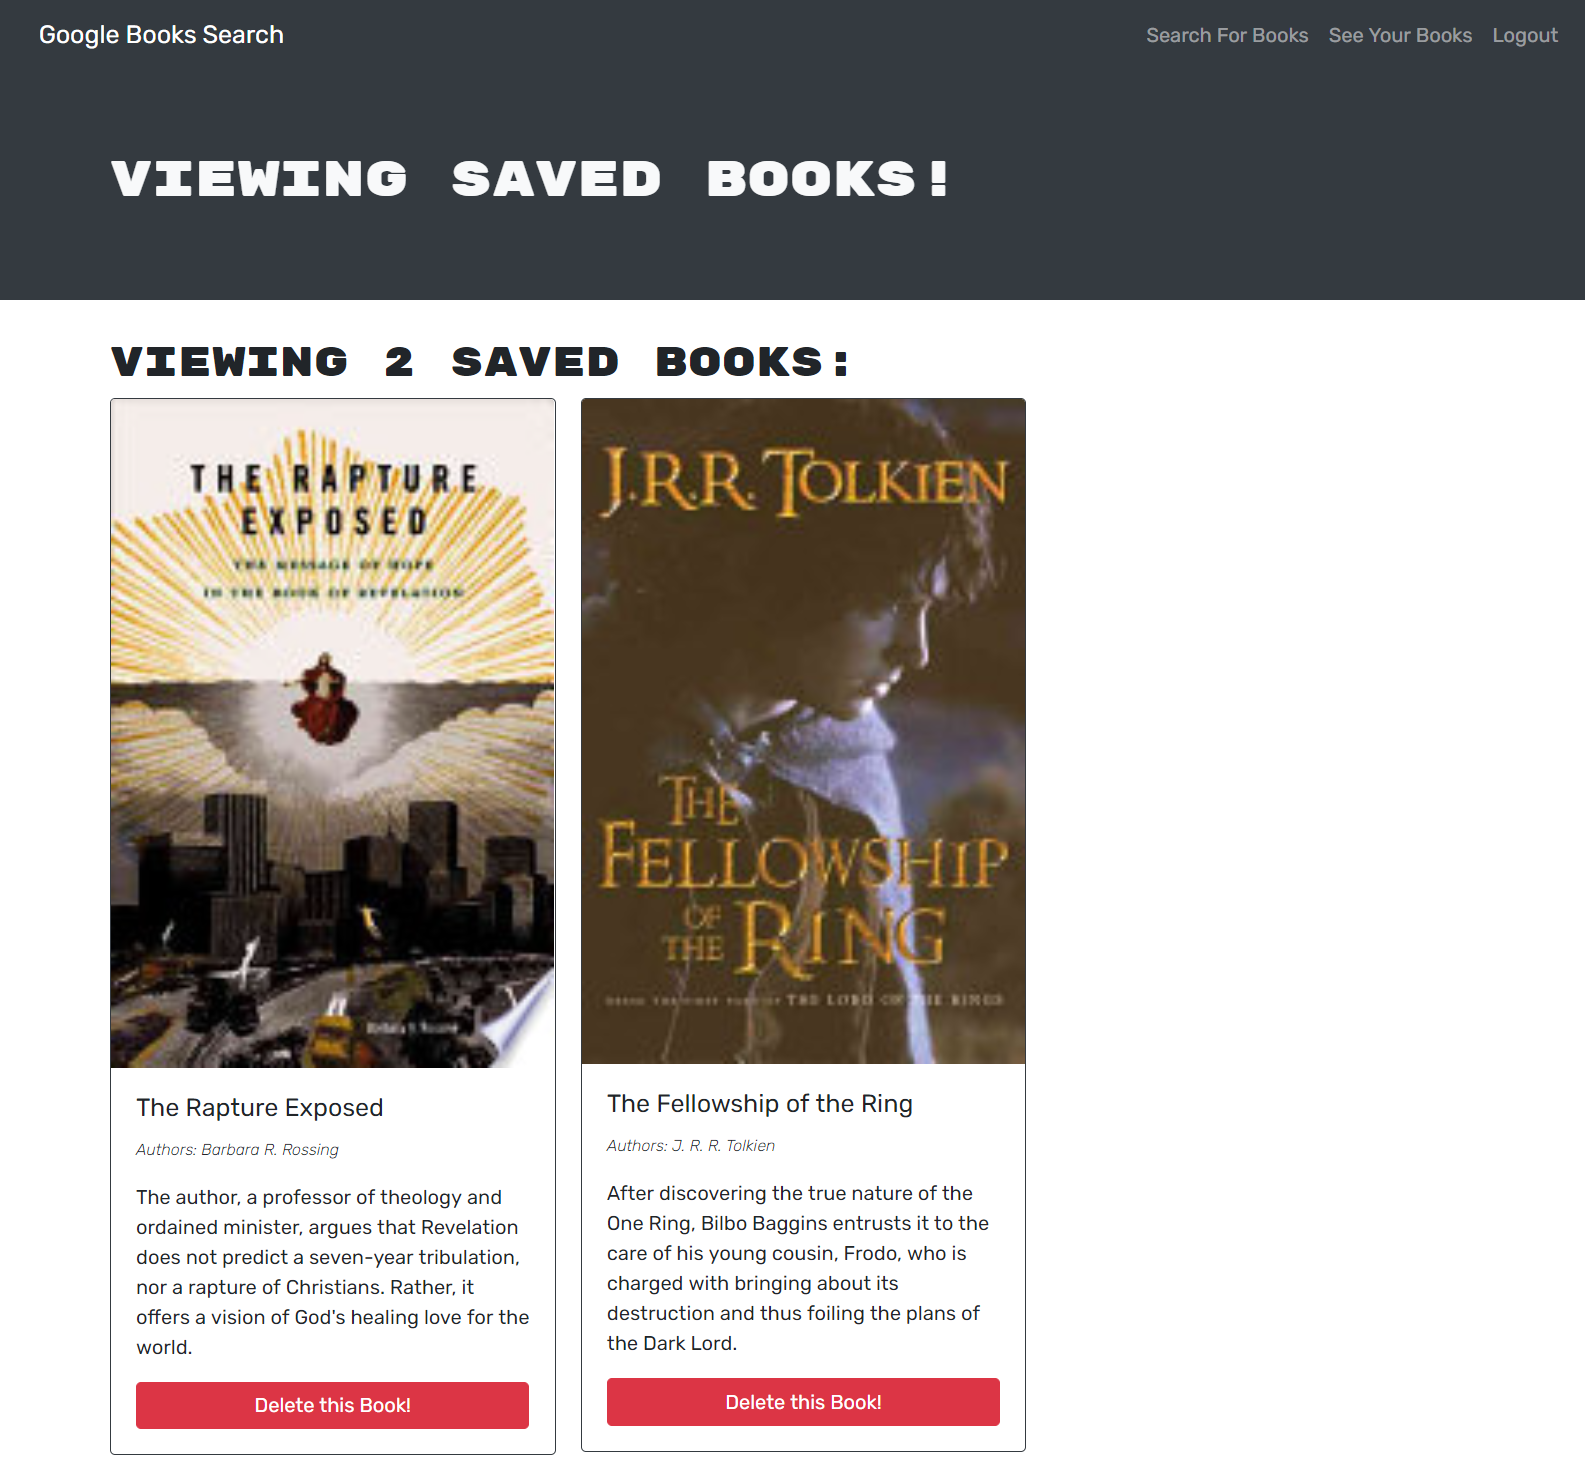 Google Books Search
Search For Books See Your Books Logout
VIEWING SAVED BOOKS!
VIEWING 2 SAVED BOOKS:
THE RAPTURE
EXPOSED
THE MESSAGE OF HOPE
IN THE BOOK OF REVELATION
Barbara R. Rossing
The Rapture Exposed
Authors: Barbara R. Rossing
The author, a professor of theology and
ordained minister, argues that Revelation
does not predict a seven-year tribulation,
nor a rapture of Christians. Rather, it
offers a vision of God's healing love for the
world.
Delete this Book!
J.R.R. TOLKIEN
THE
FELLOWSHIP
OF
THE RING
THE LORD OF THE RINGS
The Fellowship of the Ring
Authors: J. R. R. Tolkien
After discovering the true nature of the
One Ring, Bilbo Baggins entrusts it to the
care of his young cousin, Frodo, who is
charged with bringing about its
destruction and thus foiling the plans of
the Dark Lord.
Delete this Book!